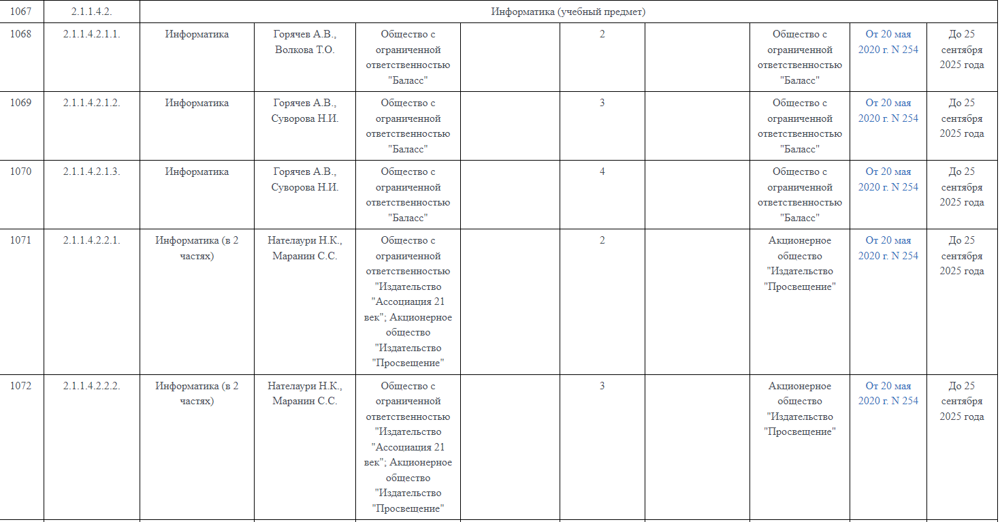 1067 2.1.1.4.2. Информатика (учебный предмет)
1068 2.1.1.4.2.1.1. Информатика Горячев А.В., Общество с 2 Общество с От 20 мая До 25
Волкова Т.О. ограниченной ограниченной 2020 г. N 254 сентября
ответственностью ответственностью 2025 года
"Баласс" "Баласс"
1069 2.1.1.4.2.1.2. Информатика Горячев А.В., Общество с 3 Общество с От 20 мая До 25
Суворова Н.И. ограниченной ограниченной 2020 г. N 254 сентября
ответственностью ответственностью 2025 года
"Баласс" "Баласс"
1070 2.1.1.4.2.1.3. Информатика Горячев А.В., Общество с 4 Общество с От 20 мая До 25
Суворова Н.И. ограниченной ограниченной 2020 г. N 254 сентября
ответственностью ответственностью 2025 года
"Баласс" "Баласс"
1071 2.1.1.4.2.2.1. Информатика (в 2 Нателаури Н.К., Общество с 2 Акционерное От 20 мая До 25
частях) Маранин С.С. ограниченной общество 2020 г. N 254 сентября
ответственностью "Издательство 2025 года
"Издательство "Просвещение"
"Ассоциация 21
век"; Акционерное
общество
"Издательство
"Просвещение"
1072 2.1.1.4.2.2.2. Информатика (в 2 Нателаури Н.К., Общество с 3 Акционерное От 20 мая До 25
частях) Маранин С.С. ограниченной общество 2020 г. N 254 сентября
ответственностью "Издательство 2025 года
"Издательство "Просвещение"
"Ассоциация 21
век"; Акционерное
общество
"Издательство
"Просвещение"